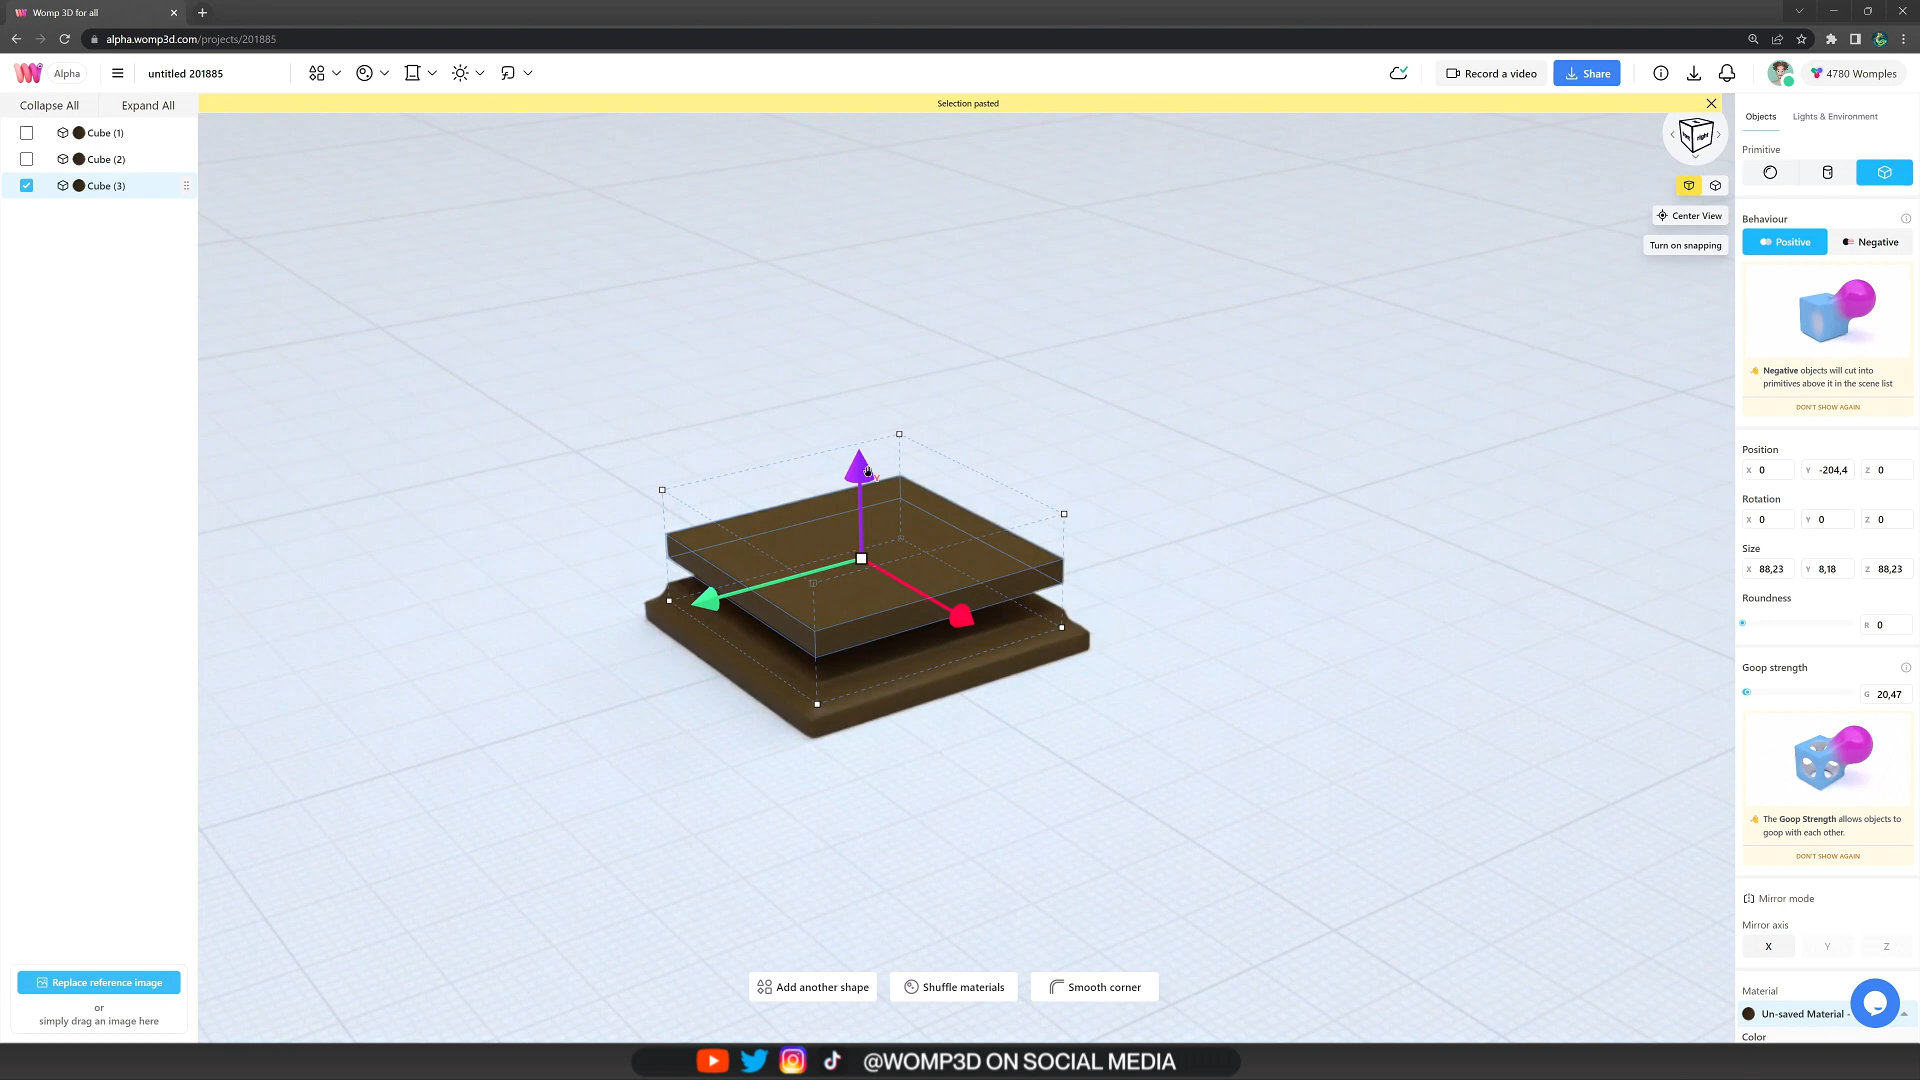 Womp 3D for all
alpha.womp3d.com/projects/201885
Alpha
untitled 201885
Record a video
Share
4780 Womples
Collapse All
Expand All
Selection pasted
Cube (1)
Cube (2)
Cube (3)
right
Center View
Turn on snapping
Y
Objects
Lights & Environment
Primitive
Behaviour
Positive
Negative
Negative objects will cut into
primitives above it in the scene list
DON'T SHOW AGAIN
Position
X 0 Y -204,4 Z 0
Rotation
X 0 Y 0 Z 0
Size
X 88,23 Y 8,18 Z 88,23
Roundness
R 0
Goop strength
G 20,47
The Goop Strength allows objects to
goop with each other.
DON'T SHOW AGAIN
Mirror mode
Mirror axis
X Y Z
Material
Un-saved Material -
Color
Replace reference image
or
simply drag an image here
Add another shape
Shuffle materials
Smooth corner
@WOMP3D ON SOCIAL MEDIA